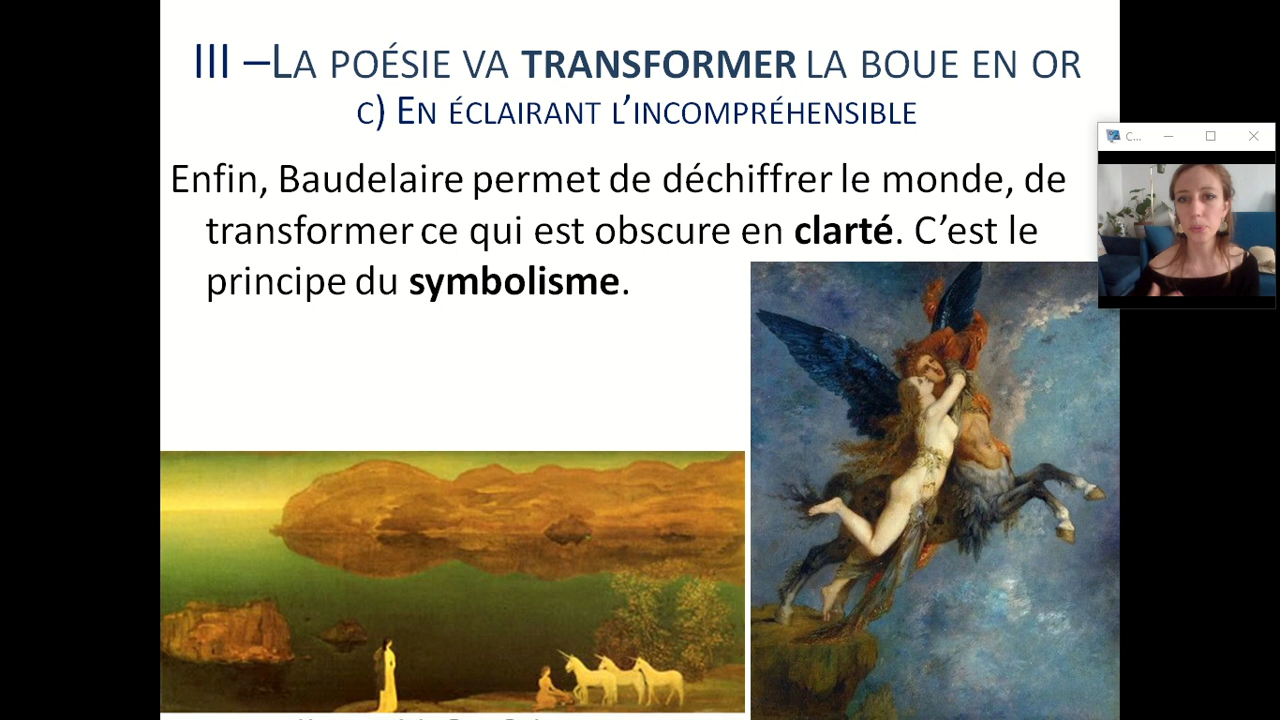 III –LA POÉSIE VA TRANSFORMER LA BOUE EN OR
C) EN ÉCLAIRANT L’INCOMPRÉHENSIBLE
Enfin, Baudelaire permet de déchiffrer le monde, de
transformer ce qui est obscure en clarté. C’est le
principe du symbolisme.
C...